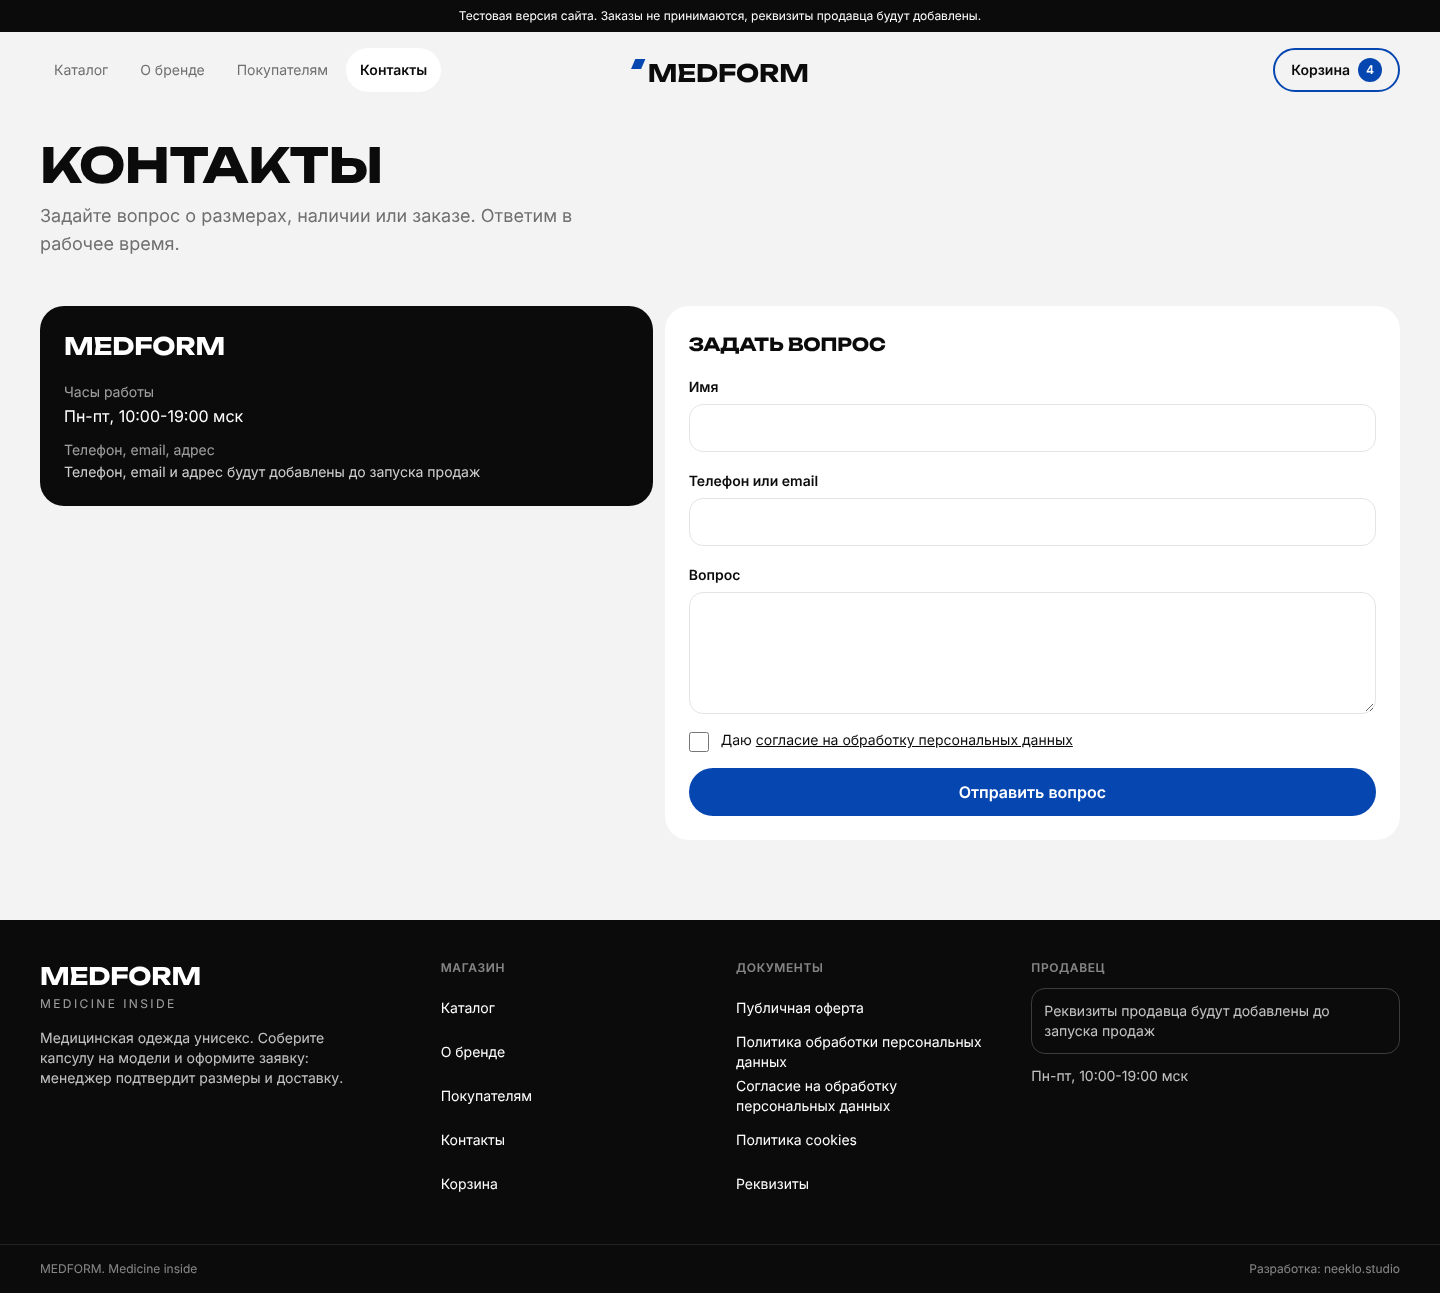 Тестовая версия сайта. Заказы не принимаются, реквизиты продавца будут добавлены.
Каталог
О бренде
Покупателям
Контакты
MEDFORM
Корзина 4
КОНТАКТЫ
Задайте вопрос о размерах, наличии или заказе. Ответим в
рабочее время.
MEDFORM
Часы работы
Пн-пт, 10:00-19:00 мск
Телефон, email, адрес
Телефон, email и адрес будут добавлены до запуска продаж
ЗАДАТЬ ВОПРОС
Имя
Телефон или email
Вопрос
Даю согласие на обработку персональных данных
Отправить вопрос
MEDFORM
MEDICINE INSIDE
Медицинская одежда унисекс. Соберите
капсулу на модели и оформите заявку:
менеджер подтвердит размеры и доставку.
МАГАЗИН
Каталог
О бренде
Покупателям
Контакты
Корзина
ДОКУМЕНТЫ
Публичная оферта
Политика обработки персональных
данных
Согласие на обработку
персональных данных
Политика cookies
Реквизиты
ПРОДАВЕЦ
Реквизиты продавца будут добавлены до
запуска продаж
Пн-пт, 10:00-19:00 мск
MEDFORM. Medicine inside
Разработка: neeklo.studio